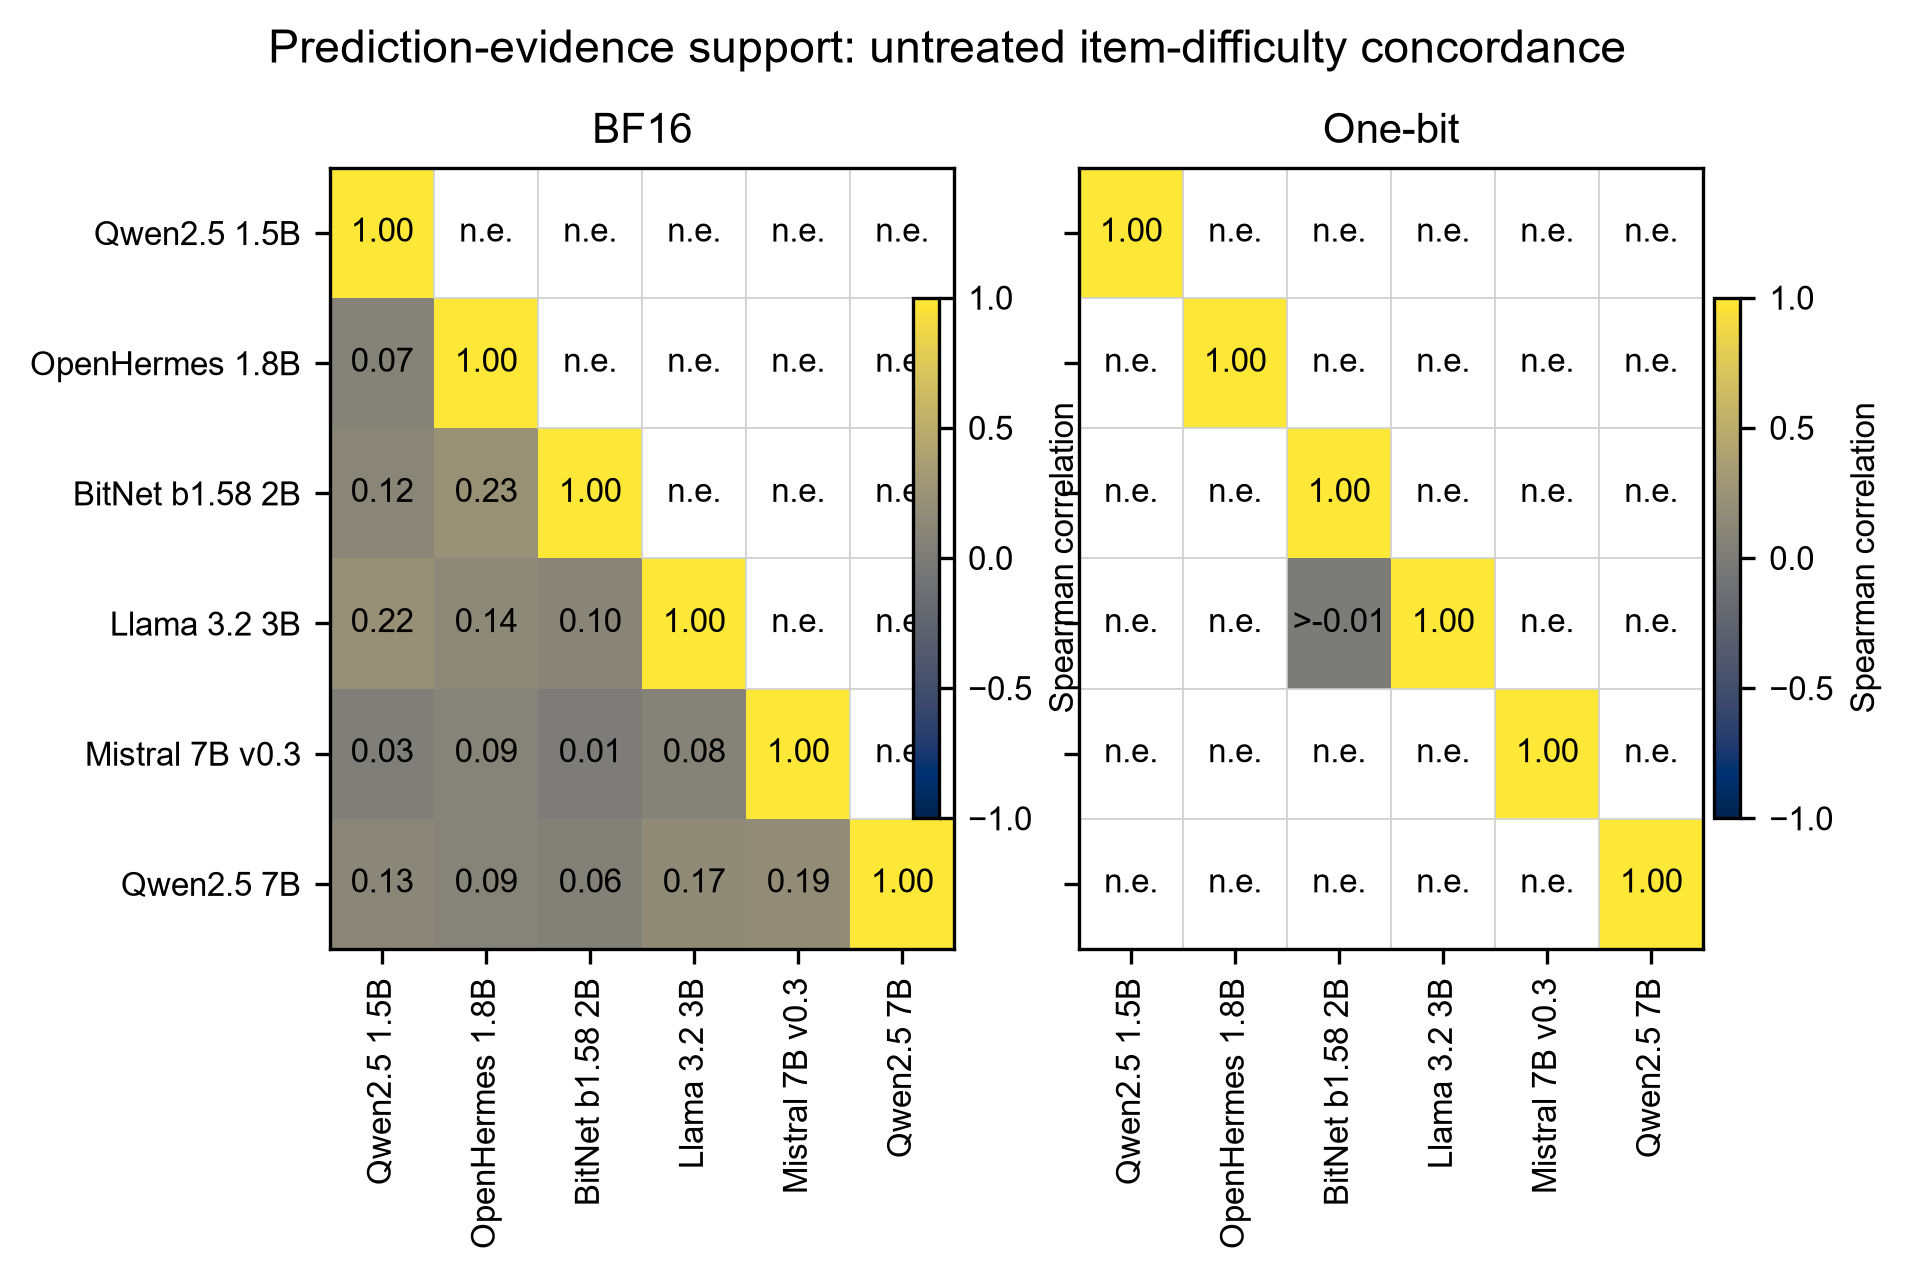 Prediction-evidence support: untreated item-difficulty concordance
BF16
One-bit
Qwen2.5 1.5B 1.00 n.e. n.e. n.e. n.e. n.e.
OpenHermes 1.8B 0.07 1.00 n.e. n.e. n.e. n.e
BitNet b1.58 2B 0.12 0.23 1.00 n.e. n.e. n.e
Llama 3.2 3B 0.22 0.14 0.10 1.00 n.e. n.e
Mistral 7B v0.3 0.03 0.09 0.01 0.08 1.00 n.e
Qwen2.5 7B 0.13 0.09 0.06 0.17 0.19 1.00
Qwen2.5 1.5B
OpenHermes 1.8B
BitNet b1.58 2B
Llama 3.2 3B
Mistral 7B v0.3
Qwen2.5 7B
1.0
0.5
0.0
−0.5
−1.0
Spearman correlation
1.00 n.e. n.e. n.e. n.e. n.e.
n.e. 1.00 n.e. n.e. n.e. n.e.
n.e. n.e. 1.00 n.e. n.e. n.e.
n.e. n.e. >-0.01 1.00 n.e. n.e.
n.e. n.e. n.e. n.e. 1.00 n.e.
n.e. n.e. n.e. n.e. n.e. 1.00
Qwen2.5 1.5B
OpenHermes 1.8B
BitNet b1.58 2B
Llama 3.2 3B
Mistral 7B v0.3
Qwen2.5 7B
1.0
0.5
0.0
−0.5
−1.0
Spearman correlation